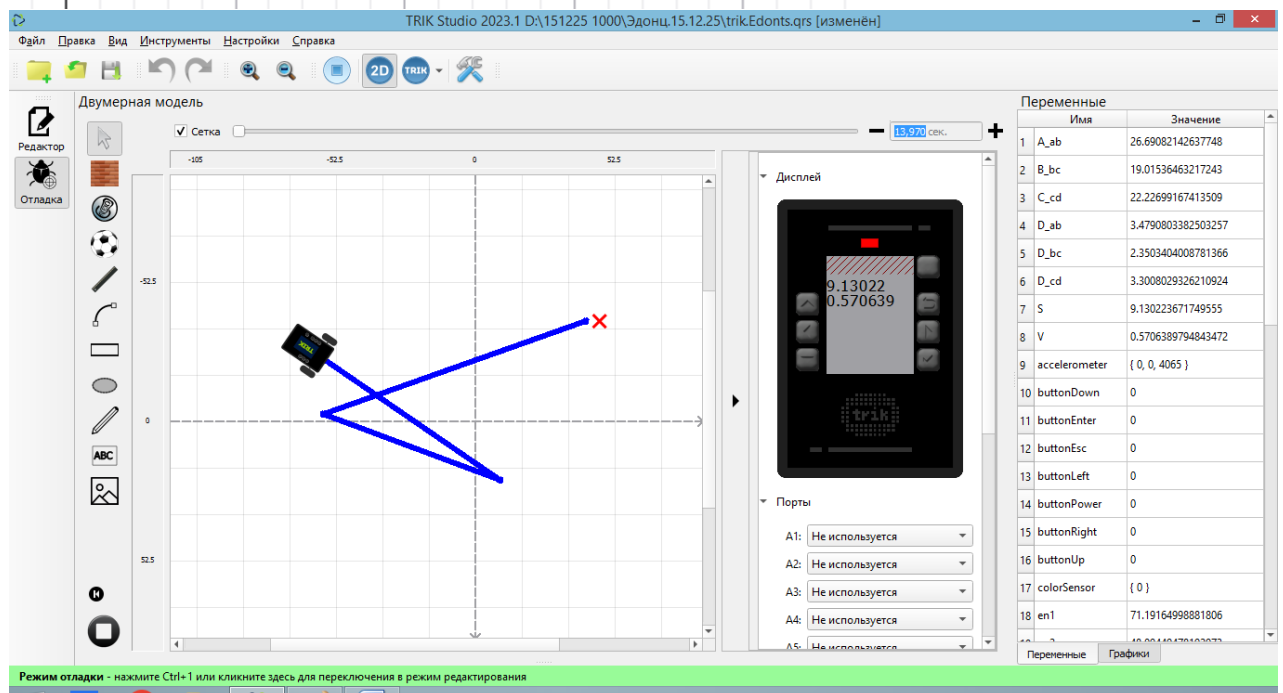 TRIK Studio 2023.1 D:\151225 1000\Эдонц.15.12.25\trik.Edonts.qrs [изменён]
Файл Правка Вид Инструменты Настройки Справка
2D TRIK
Двумерная модель
Сетка
13,970 сек.
Редактор
Отладка
ABC
-105 -52.5 0 52.5
-52.5
0
52.5
Дисплей
9.13022
0.570639
trik
Порты
A1: Не используется
A2: Не используется
A3: Не используется
A4: Не используется
A5: Не используется
Переменные
Имя Значение
1 A_ab 26.69082142637748
2 B_bc 19.01536463217243
3 C_cd 22.22699167413509
4 D_ab 3.4790803382503257
5 D_bc 2.3503404008781366
6 D_cd 3.3008029326210924
7 S 9.130223671749555
8 V 0.5706389794843472
9 accelerometer { 0, 0, 4065 }
10 buttonDown 0
11 buttonEnter 0
12 buttonEsc 0
13 buttonLeft 0
14 buttonPower 0
15 buttonRight 0
16 buttonUp 0
17 colorSensor { 0 }
18 en1 71.19164998881806
Переменные Графики
Режим отладки - нажмите Ctrl+1 или кликните здесь для переключения в режим редактирования